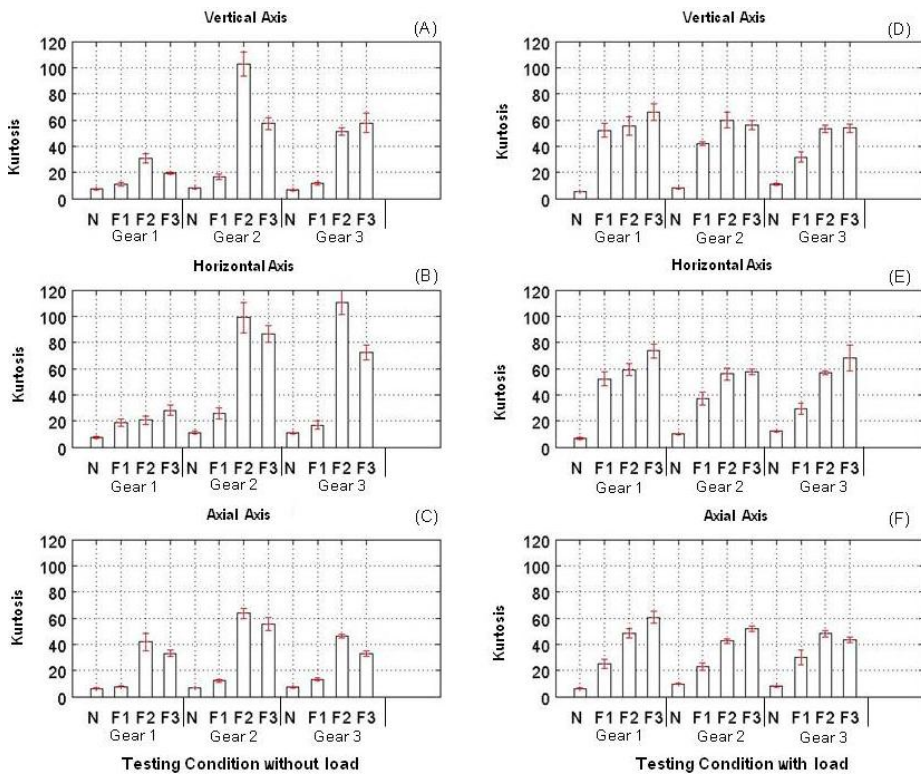 Vertical Axis (A)
120
100
80
60
40
20
0
Kurtosis
N F1 F2 F3 N F1 F2 F3 N F1 F2 F3
Gear 1 Gear 2 Gear 3
Horizontal Axis (B)
120
100
80
60
40
20
0
Kurtosis
N F1 F2 F3 N F1 F2 F3 N F1 F2 F3
Gear 1 Gear 2 Gear 3
Axial Axis (C)
120
100
80
60
40
20
0
Kurtosis
N F1 F2 F3 N F1 F2 F3 N F1 F2 F3
Gear 1 Gear 2 Gear 3
Testing Condition without load
Vertical Axis (D)
120
100
80
60
40
20
0
Kurtosis
N F1 F2 F3 N F1 F2 F3 N F1 F2 F3
Gear 1 Gear 2 Gear 3
Horizontal Axis (E)
120
100
80
60
40
20
0
Kurtosis
N F1 F2 F3 N F1 F2 F3 N F1 F2 F3
Gear 1 Gear 2 Gear 3
Axial Axis (F)
120
100
80
60
40
20
0
Kurtosis
N F1 F2 F3 N F1 F2 F3 N F1 F2 F3
Gear 1 Gear 2 Gear 3
Testing Condition with load